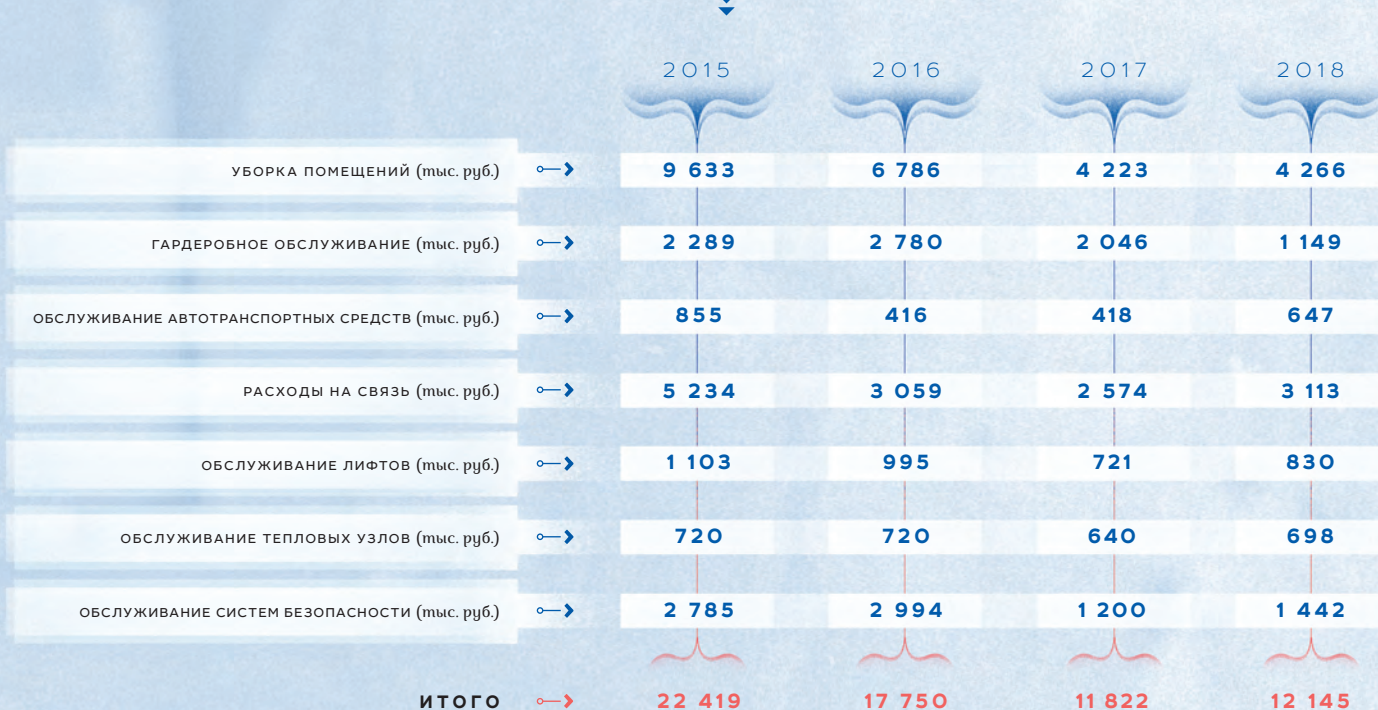 2015 2016 2017 2018
УБОРКА ПОМЕЩЕНИЙ (тыс. руб.) 9 633 6 786 4 223 4 266
ГАРДЕРОБНОЕ ОБСЛУЖИВАНИЕ (тыс. руб.) 2 289 2 780 2 046 1 149
ОБСЛУЖИВАНИЕ АВТОТРАНСПОРТНЫХ СРЕДСТВ (тыс. руб.) 855 416 418 647
РАСХОДЫ НА СВЯЗЬ (тыс. руб.) 5 234 3 059 2 574 3 113
ОБСЛУЖИВАНИЕ ЛИФТОВ (тыс. руб.) 1 103 995 721 830
ОБСЛУЖИВАНИЕ ТЕПЛОВЫХ УЗЛОВ (тыс. руб.) 720 720 640 698
ОБСЛУЖИВАНИЕ СИСТЕМ БЕЗОПАСНОСТИ (тыс. руб.) 2 785 2 994 1 200 1 442
ИТОГО 22 419 17 750 11 822 12 145